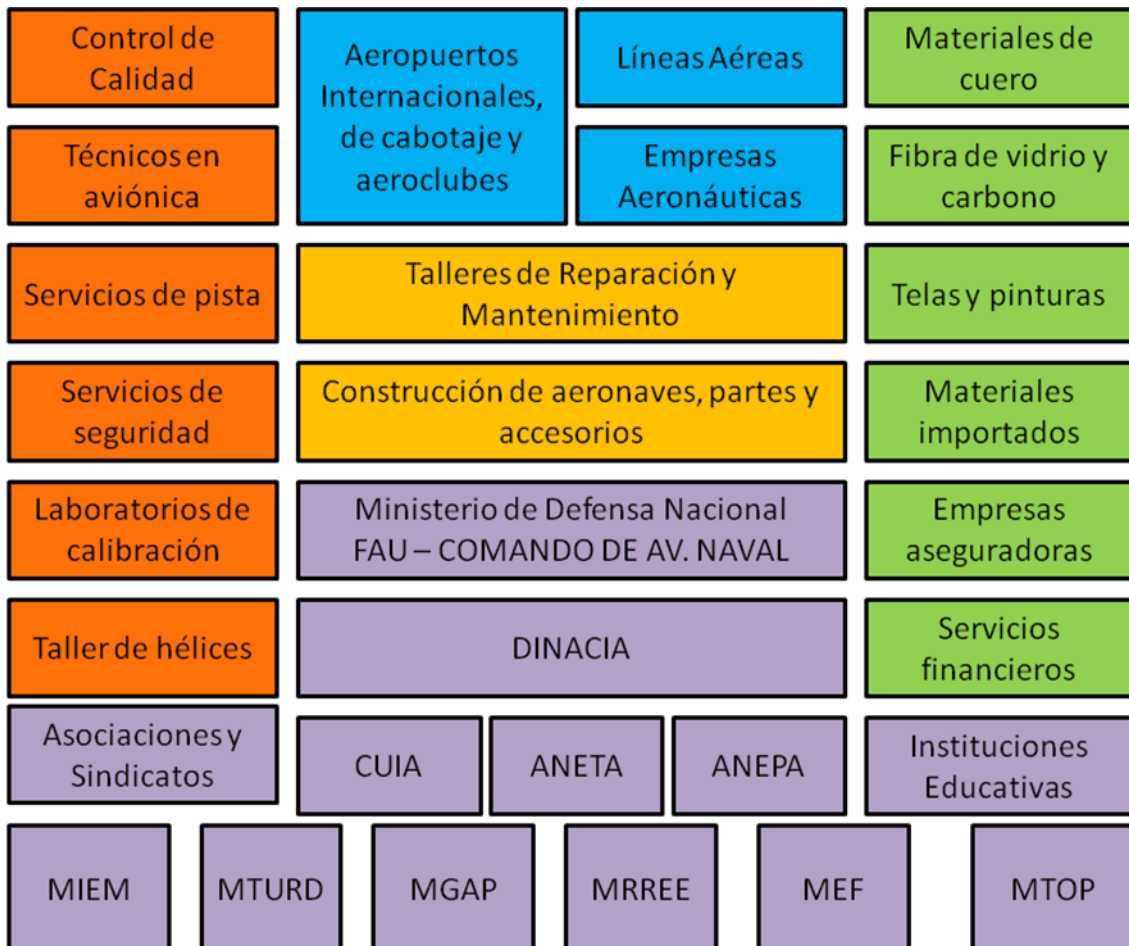 Control de
Calidad
Aeropuertos
Internacionales,
de cabotaje y
aeroclubes
Líneas Aéreas
Materiales de
cuero
Técnicos en
aviónica
Empresas
Aeronáuticas
Fibra de vidrio y
carbono
Servicios de pista
Talleres de Reparación y
Mantenimiento
Telas y pinturas
Servicios de
seguridad
Construcción de aeronaves, partes y
accesorios
Materiales
importados
Laboratorios de
calibración
Ministerio de Defensa Nacional
FAU – COMANDO DE AV. NAVAL
Empresas
aseguradoras
Taller de hélices
DINACIA
Servicios
financieros
Asociaciones y
Sindicatos
CUIA
ANETA
ANEPA
Instituciones
Educativas
MIEM
MTURD
MGAP
MRREE
MEF
MTOP